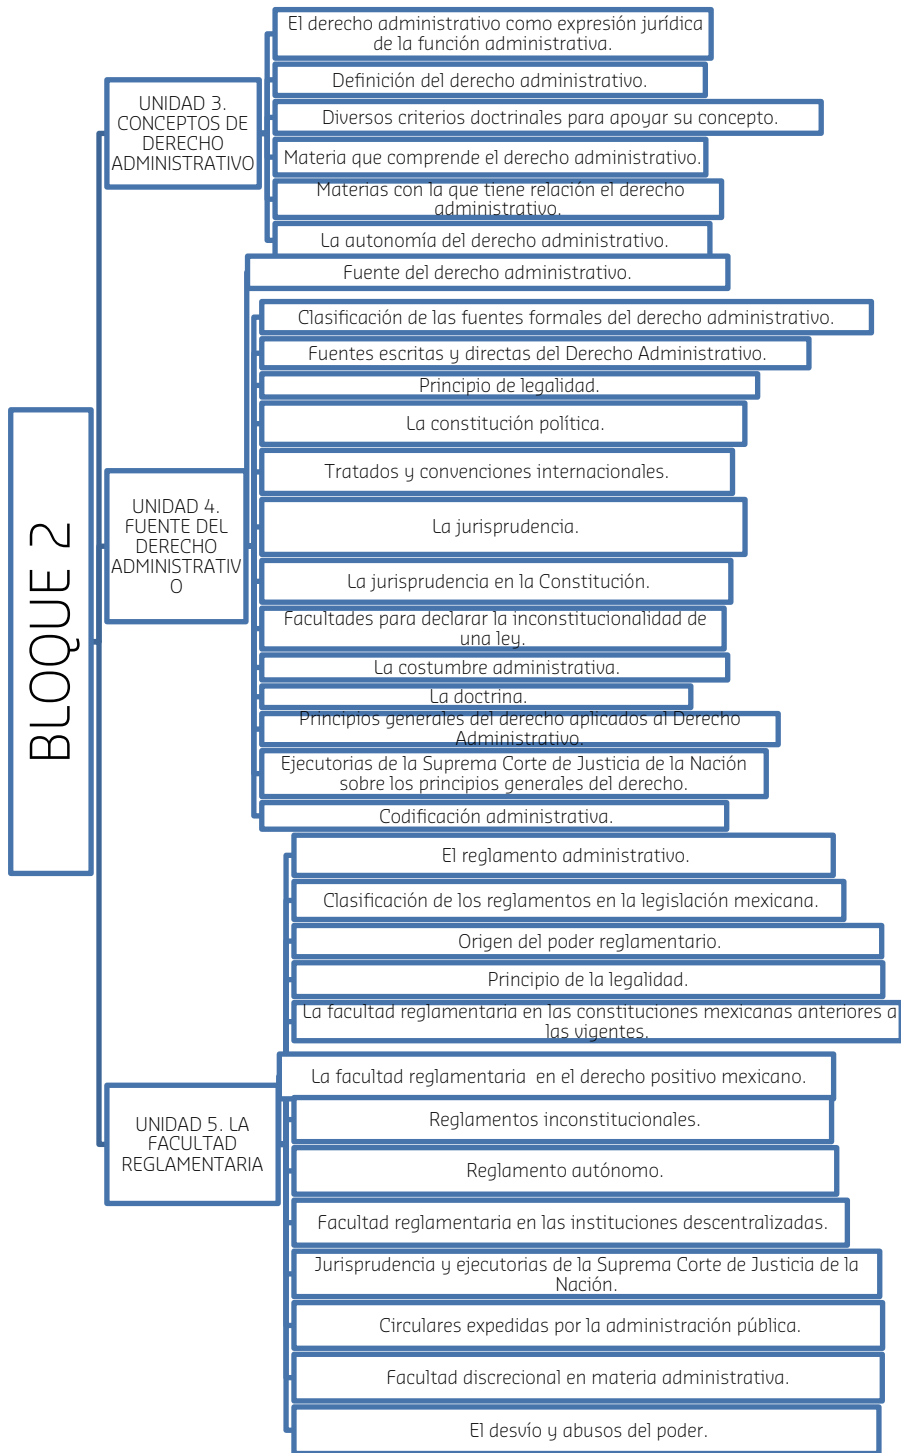 BLOQUE 2
UNIDAD 3.
CONCEPTOS DE
DERECHO
ADMINISTRATIVO
El derecho administrativo como expresión jurídica
de la función administrativa.
Definición del derecho administrativo.
Diversos criterios doctrinales para apoyar su concepto.
Materia que comprende el derecho administrativo.
Materias con la que tiene relación el derecho
administrativo.
La autonomía del derecho administrativo.
UNIDAD 4.
FUENTE DEL
DERECHO
ADMINISTRATIV
O
Fuente del derecho administrativo.
Clasificación de las fuentes formales del derecho administrativo.
Fuentes escritas y directas del Derecho Administrativo.
Principio de legalidad.
La constitución política.
Tratados y convenciones internacionales.
La jurisprudencia.
La jurisprudencia en la Constitución.
Facultades para declarar la inconstitucionalidad de
una ley.
La costumbre administrativa.
La doctrina.
Principios generales del derecho aplicados al Derecho
Administrativo.
Ejecutorias de la Suprema Corte de Justicia de la Nación
sobre los principios generales del derecho.
Codificación administrativa.
UNIDAD 5. LA
FACULTAD
REGLAMENTARIA
El reglamento administrativo.
Clasificación de los reglamentos en la legislación mexicana.
Origen del poder reglamentario.
Principio de la legalidad.
La facultad reglamentaria en las constituciones mexicanas anteriores a
las vigentes.
La facultad reglamentaria en el derecho positivo mexicano.
Reglamentos inconstitucionales.
Reglamento autónomo.
Facultad reglamentaria en las instituciones descentralizadas.
Jurisprudencia y ejecutorias de la Suprema Corte de Justicia de la
Nación.
Circulares expedidas por la administración pública.
Facultad discrecional en materia administrativa.
El desvío y abusos del poder.